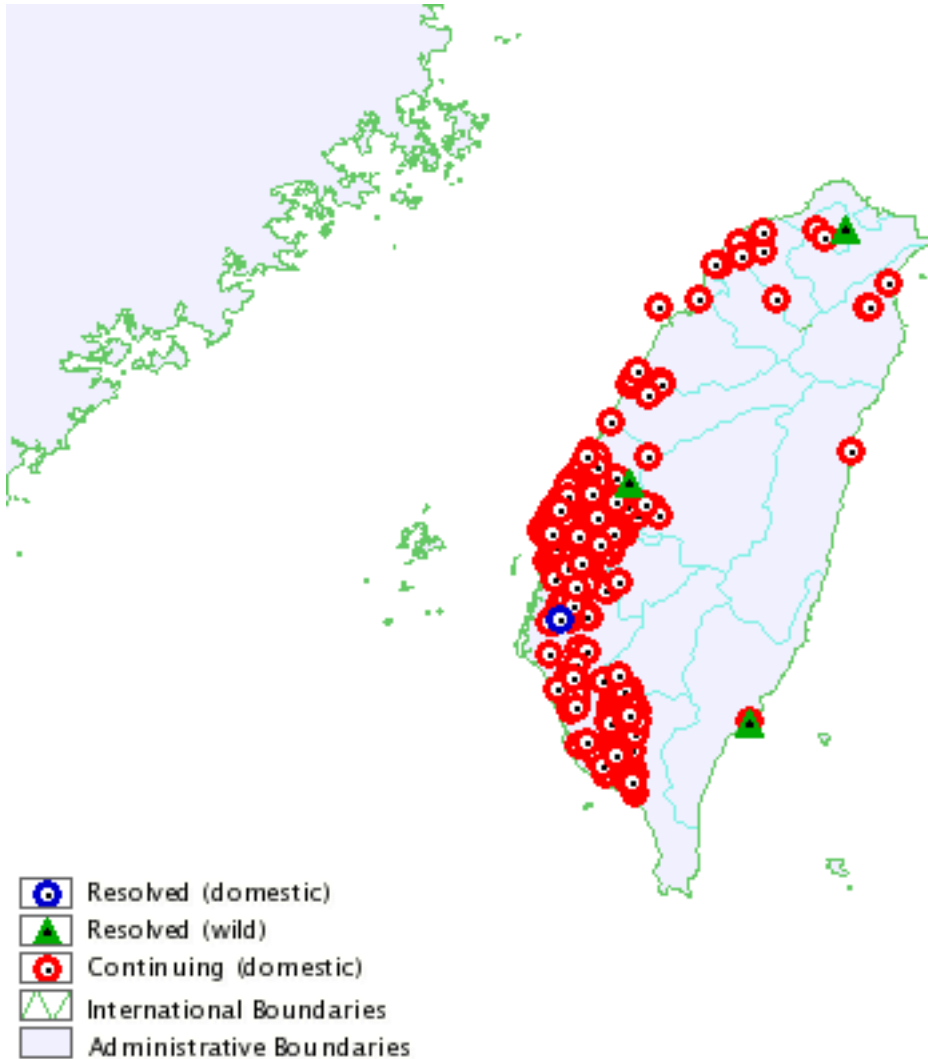 Resolved (domestic)
Resolved (wild)
Continuing (domestic)
International Boundaries
Administrative Boundaries